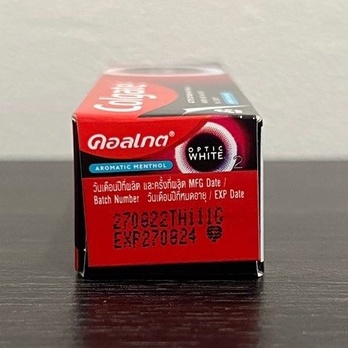 Colgate
คอลเกต®
OPTIC
WHITE
O2
AROMATIC MENTHOL
วันเดือนปีที่ผลิต และครั้งที่ผลิต MFG Date /
Batch Number วันเดือนปีที่หมดอายุ / EXP Date
270822TH111G
EXP270824